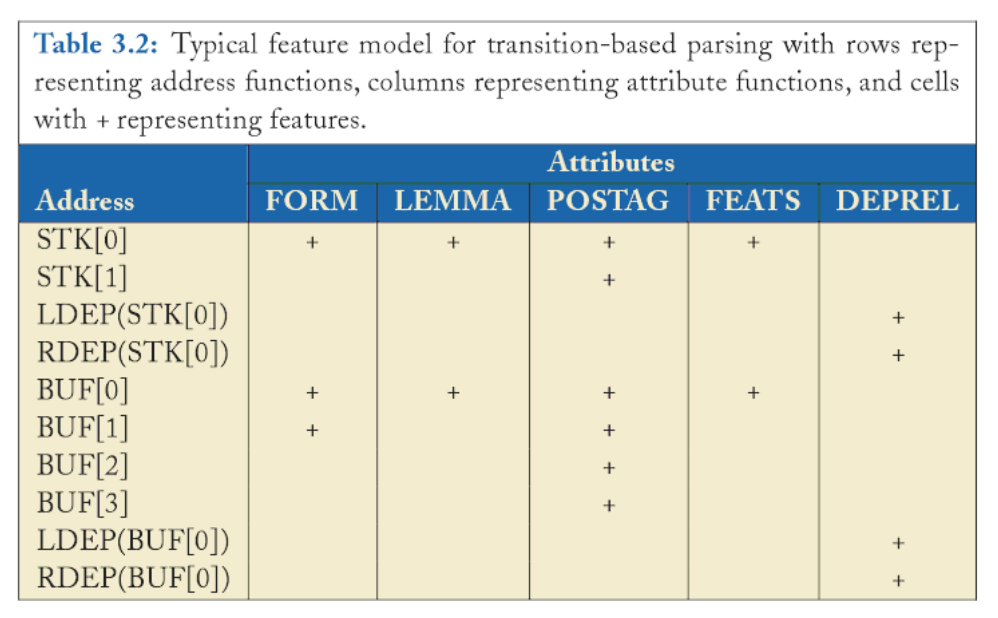 Table 3.2: Typical feature model for transition-based parsing with rows rep-
resenting address functions, columns representing attribute functions, and cells
with + representing features.
Attributes
Address FORM LEMMA POSTAG FEATS DEPREL
STK[0] + + + +
STK[1] +
LDEP(STK[0]) +
RDEP(STK[0]) +
BUF[0] + + + +
BUF[1] + +
BUF[2] +
BUF[3] +
LDEP(BUF[0]) +
RDEP(BUF[0]) +